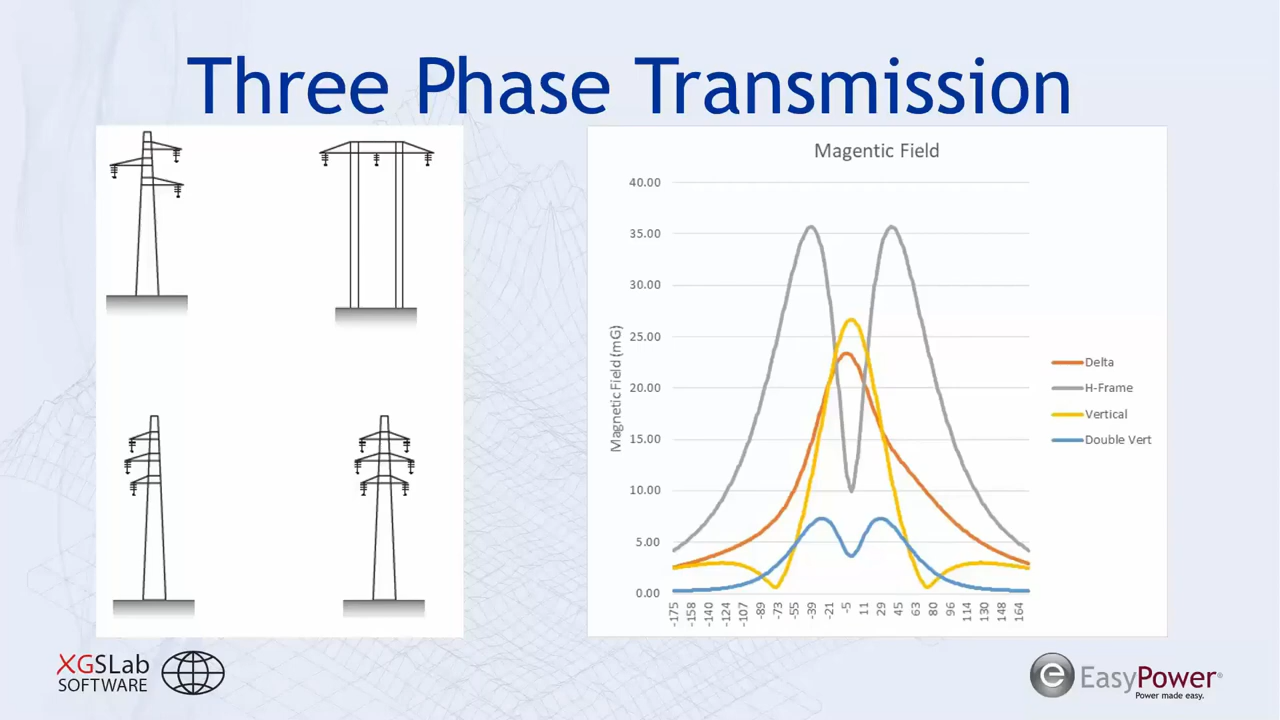 Three Phase Transmission
Magentic Field
40.00
35.00
30.00
25.00
20.00
15.00
10.00
5.00
0.00
Magnetic Field (mG)
-175 -158 -140 -124 -107 -89 -73 -55 -39 -21 -5 11 29 45 63 80 96 114 130 148 164
Delta
H-Frame
Vertical
Double Vert
XGSLab
SOFTWARE
e EasyPower®
Power made easy.